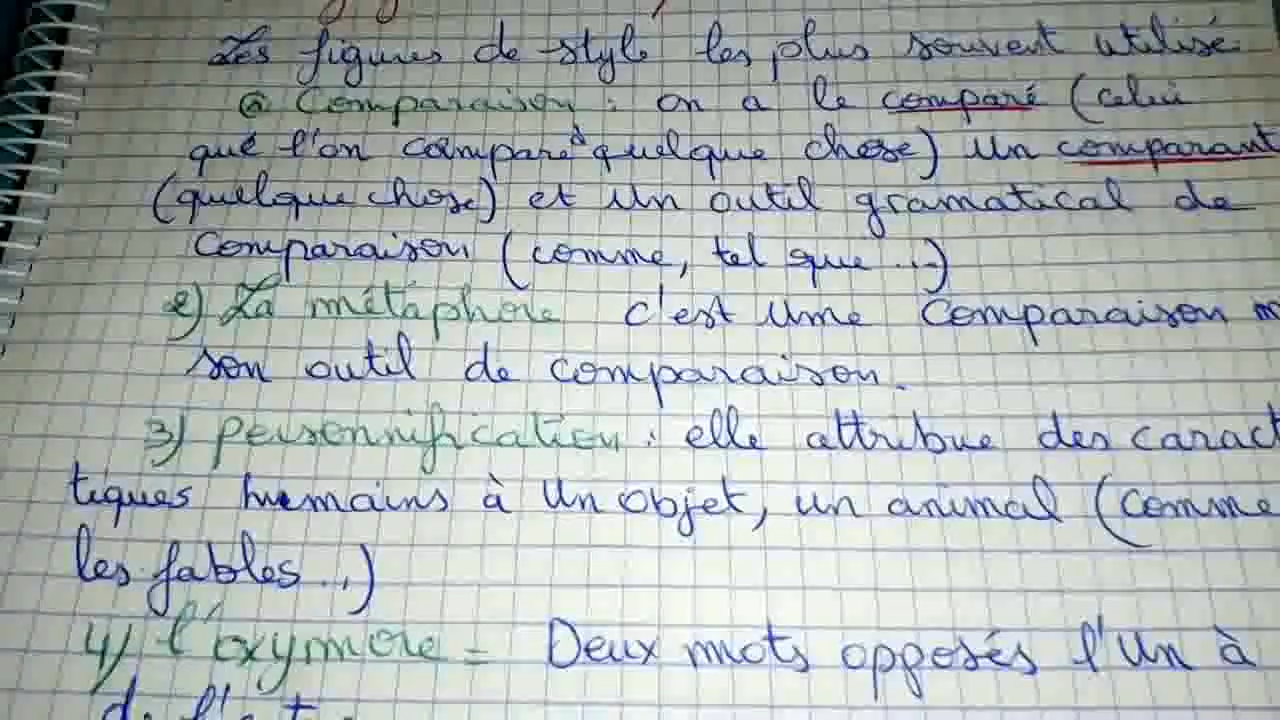 Les figures de style les plus souvent utilisé
① Comparaison : on a le comparé (celui
que l'on compare à quelque chose) un comparant
(quelque chose) et un outil gramatical de
comparaison (comme, tel que ...)
2) La métaphore c'est une comparaison
son outil de comparaison.
3) personnification : elle attribue des caract
tiques humains à un objet, un animal (comme
les fables...)
4) l'oxymore = Deux mots opposés l'un à